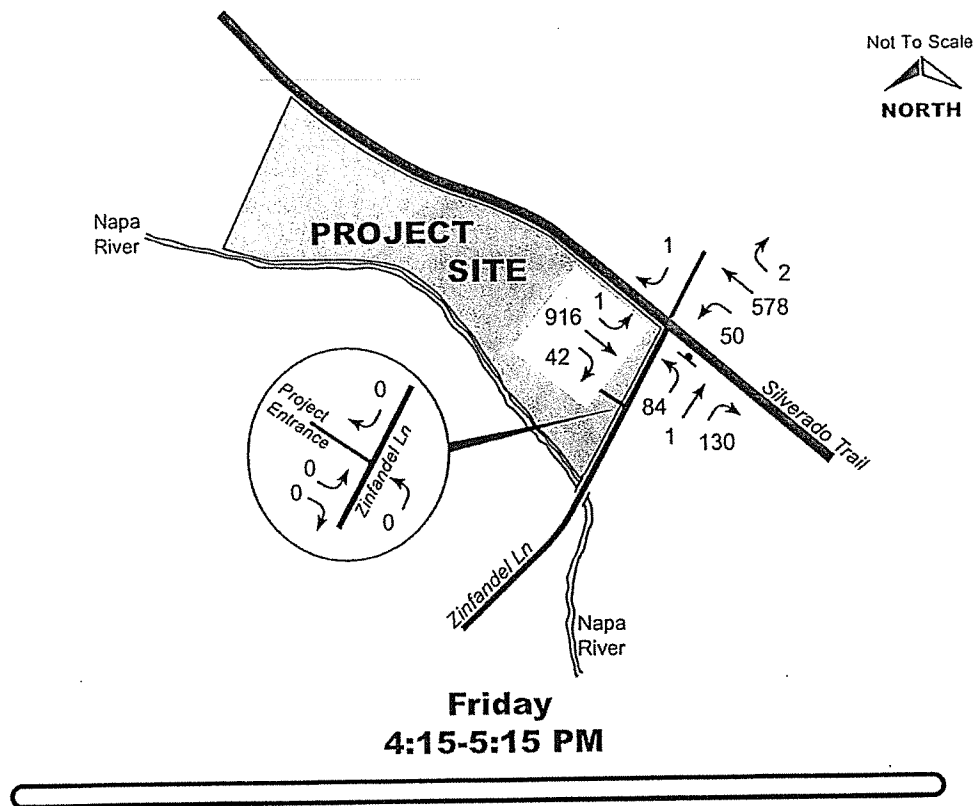 Not To Scale
NORTH
Napa
River
PROJECT
SITE
1
2
578
50
916
1
42
84
1
130
Silverado Trail
Project
Entrance
0
0
0
0
Zinfandel Ln
Zinfandel Ln
Napa
River
Friday
4:15-5:15 PM